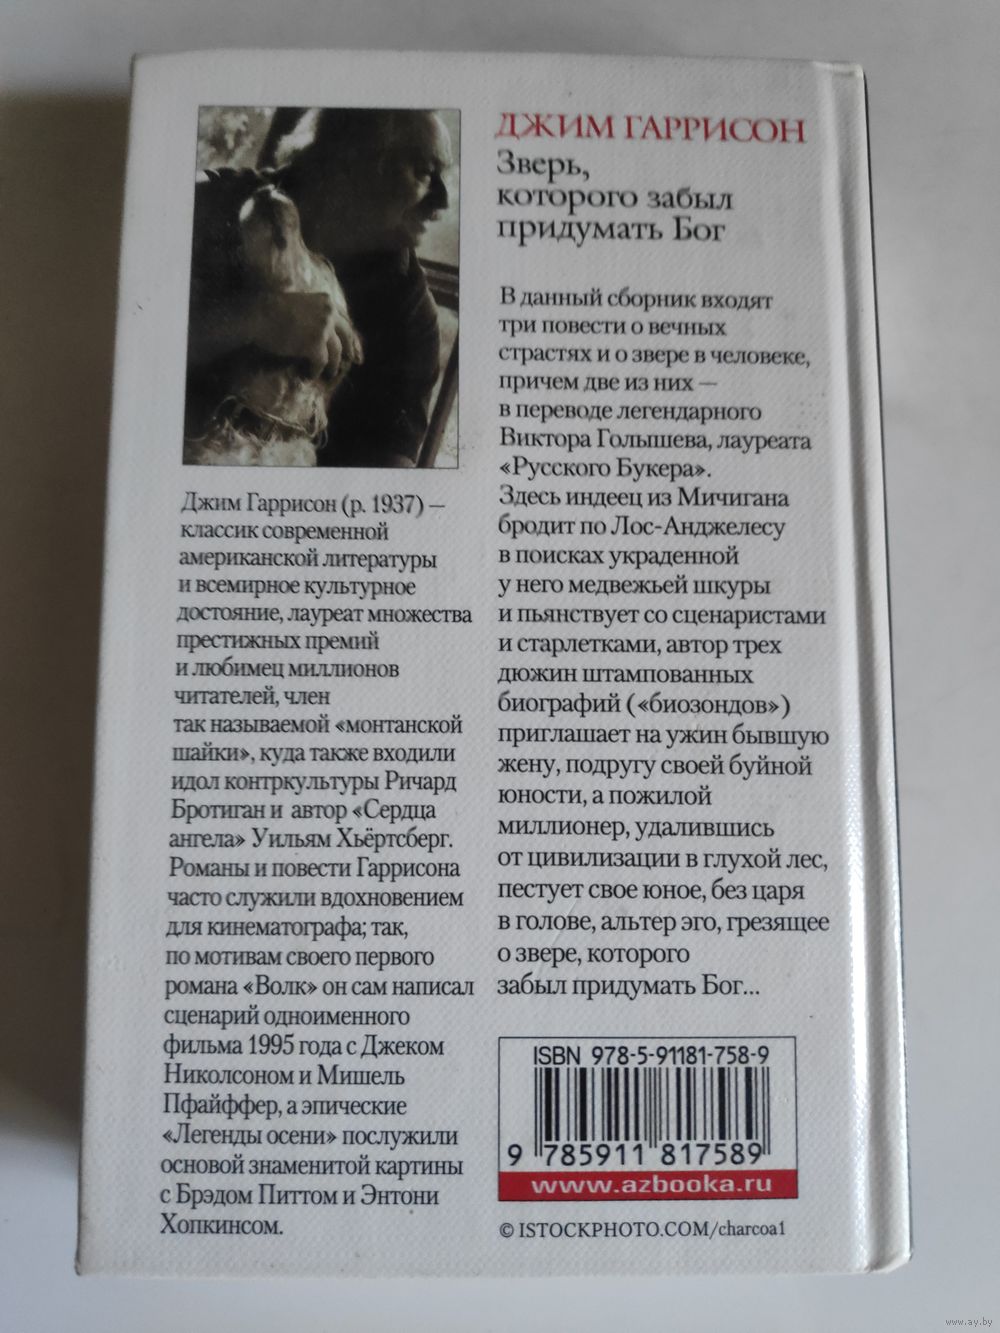 ДЖИМ ГАРРИСОН
Зверь,
которого забыл
придумать Бог
В данный сборник входят
три повести о вечных
страстях и о звере в человеке,
причем две из них —
в переводе легендарного
Виктора Голышева, лауреата
«Русского Букера».
Здесь индеец из Мичигана
бродит по Лос-Анджелесу
в поисках украденной
у него медвежьей шкуры
и пьянствует со сценаристами
и старлетками, автор трех
дюжин штампованных
биографий («биозондов»)
приглашает на ужин бывшую
жену, подругу своей буйной
юности, а пожилой
миллионер, удалившись
от цивилизации в глухой лес,
пестует свое юное, без царя
в голове, альтер эго, грезящее
о звере, которого
забыл придумать Бог...
Джим Гаррисон (р. 1937) —
классик современной
американской литературы
и всемирное культурное
достояние, лауреат множества
престижных премий
и любимец миллионов
читателей, член
так называемой «монтанской
шайки», куда также входили
идол контркультуры Ричард
Бротиган и автор «Сердца
ангела» Уильям Хьёртсберг.
Романы и повести Гаррисона
часто служили вдохновением
для кинематографа; так,
по мотивам своего первого
романа «Волк» он сам написал
сценарий одноименного
фильма 1995 года с Джеком
Николсоном и Мишель
Пфайффер, а эпические
«Легенды осени» послужили
основой знаменитой картины
с Брэдом Питтом и Энтони
Хопкинсом.
ISBN 978-5-91181-758-9
9 785911 817589
www.azbooka.ru
© ISTOCKPHOTO.COM/charcoa1
www.ay.by